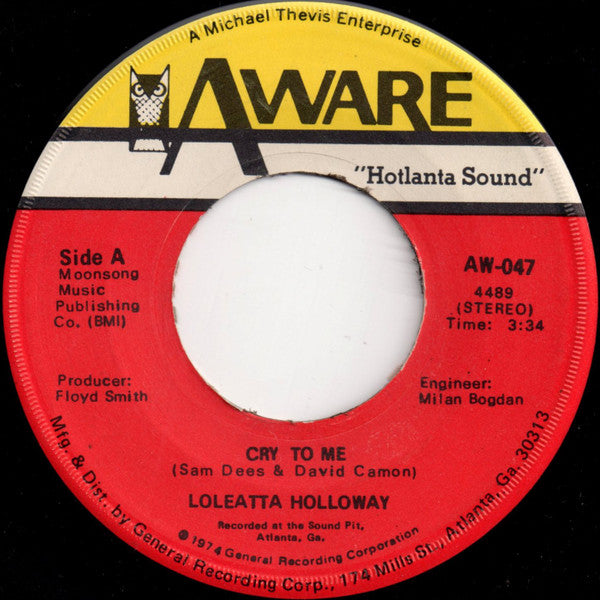 A Michael Thevis Enterprise
AWARE
"Hotlanta Sound"
Side A
Moonsong
Music
Publishing
Co. (BMI)
AW-047
4489
(STEREO)
Time: 3:34
Producer:
Floyd Smith
Engineer:
Milan Bogdan
CRY TO ME
(Sam Dees & David Camon)
LOLEATTA HOLLOWAY
Recorded at the Sound Pit,
Atlanta, Ga.
℗1974 General Recording Corporation
Mfg. & Dist. by General Recording Corp., 174 Mills St., Atlanta, Ga. 30313